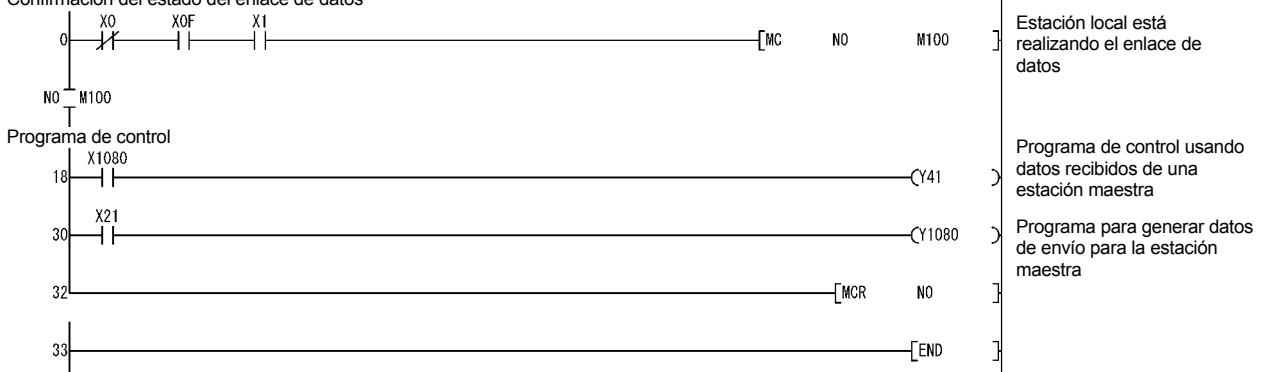 Confirmación del estado del enlace de datos
X0 X0F X1
0 MC N0 M100
Estación local está
realizando el enlace de
datos
N0 M100
Programa de control
X1080
18 Y41
Programa de control usando
datos recibidos de una
estación maestra
X21
30 Y1080
Programa para generar datos
de envío para la estación
maestra
32 MCR N0
33 END